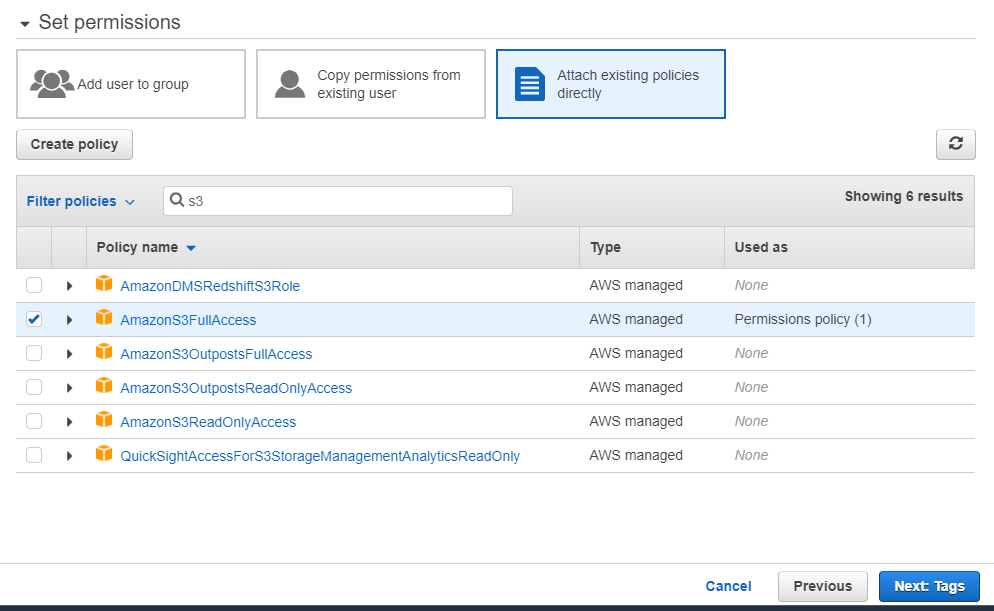 Set permissions
Add user to group
Copy permissions from
existing user
Attach existing policies
directly
Create policy
Filter policies
s3
Showing 6 results
Policy name
Type
Used as
AmazonDMSRedshiftS3Role
AWS managed
None
AmazonS3FullAccess
AWS managed
Permissions policy (1)
AmazonS3OutpostsFullAccess
AWS managed
None
AmazonS3OutpostsReadOnlyAccess
AWS managed
None
AmazonS3ReadOnlyAccess
AWS managed
None
QuickSightAccessForS3StorageManagementAnalyticsReadOnly
AWS managed
None
Cancel
Previous
Next: Tags